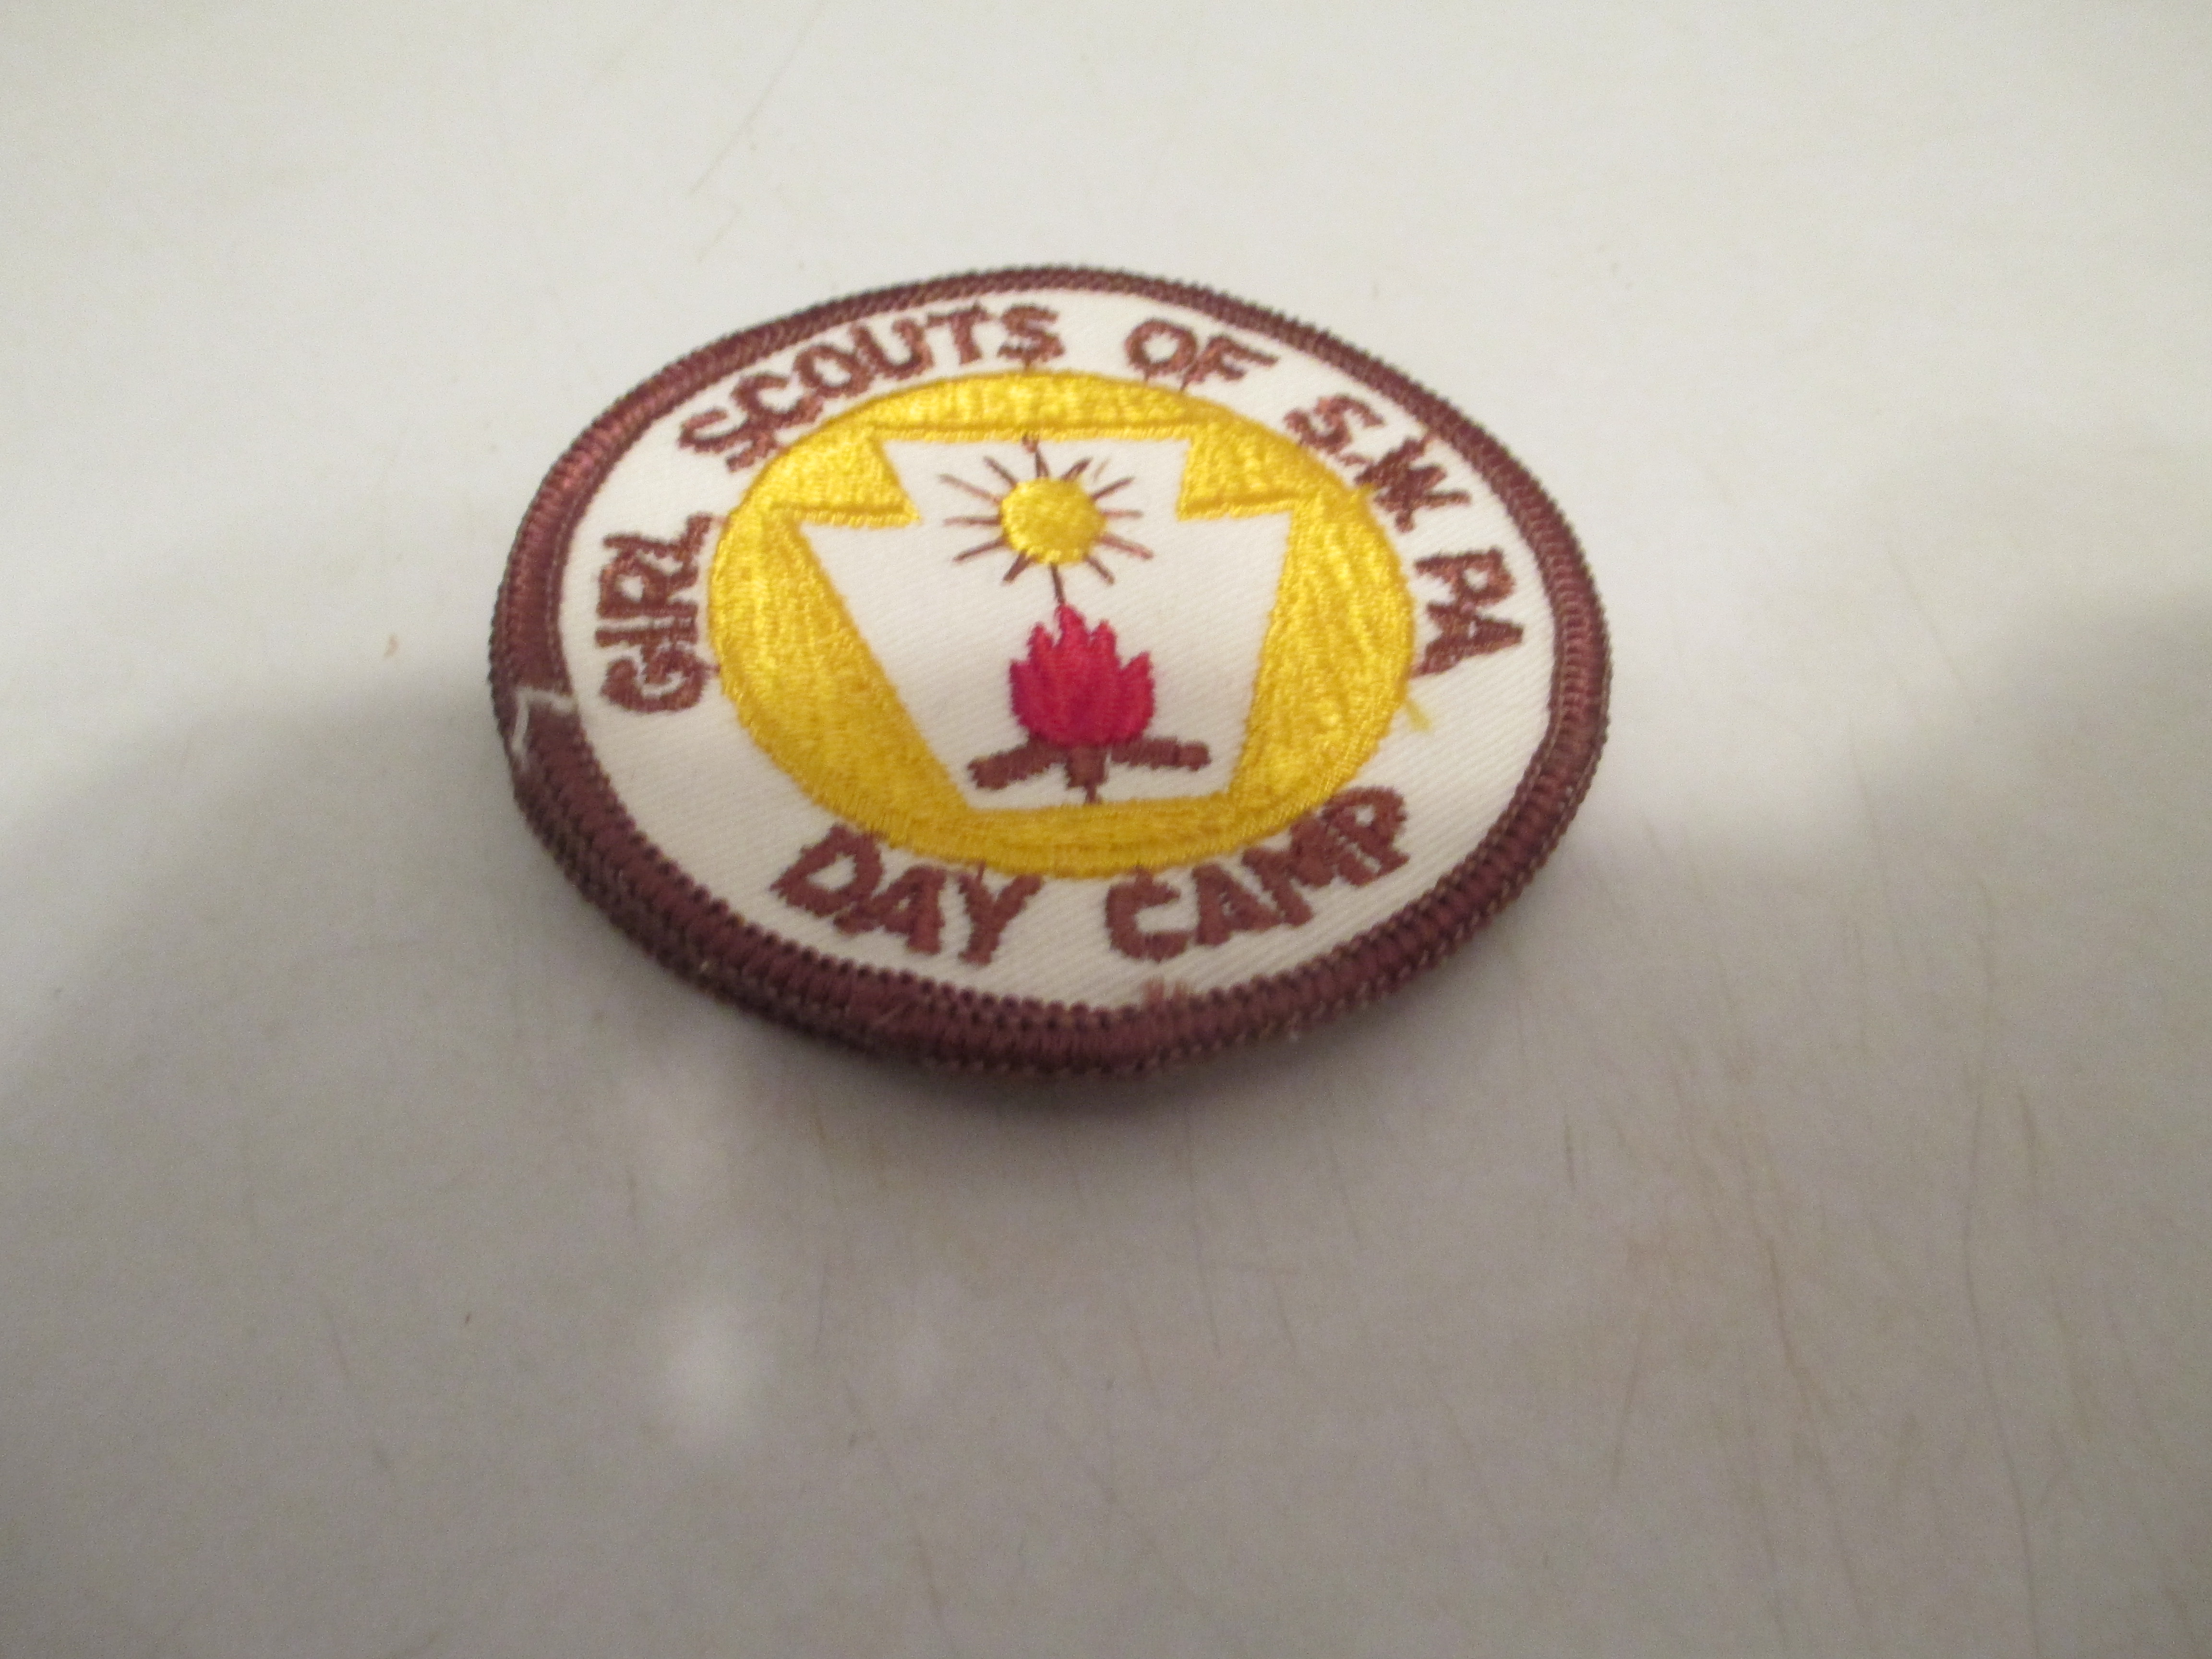 GIRL SCOUTS OF S.W. PA
DAY CAMP